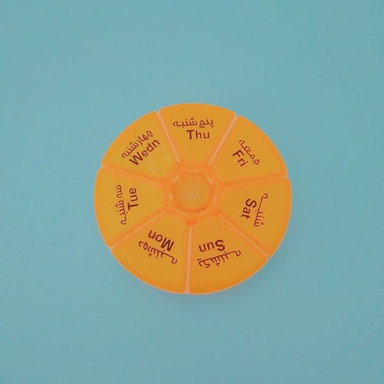 پنج شنبه
Thu
جمعه
Fri
شنبه
Sat
یکشنبه
Sun
دوشنبه
Mon
سه شنبه
Tue
چهارشنبه
Wedn